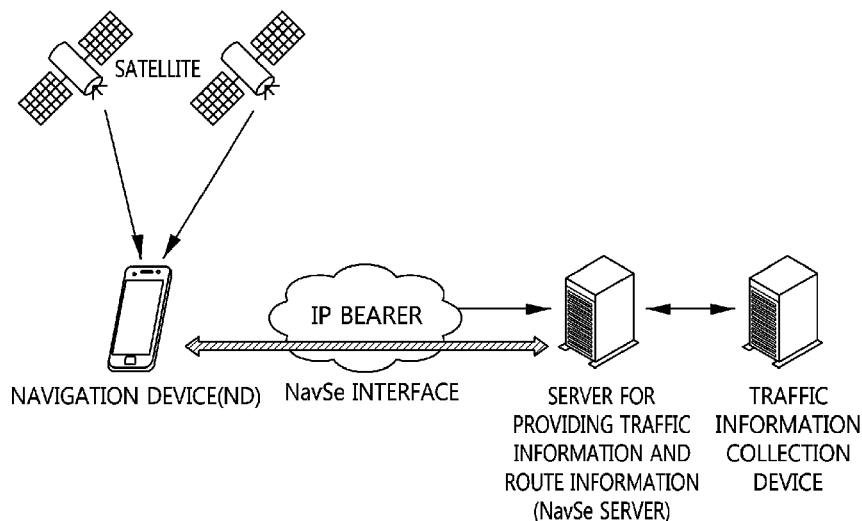 SATELLITE
IP BEARER
NAVIGATION DEVICE(ND)
NavSe INTERFACE
SERVER FOR
PROVIDING TRAFFIC
INFORMATION AND
ROUTE INFORMATION
(NavSe SERVER)
TRAFFIC
INFORMATION
COLLECTION
DEVICE